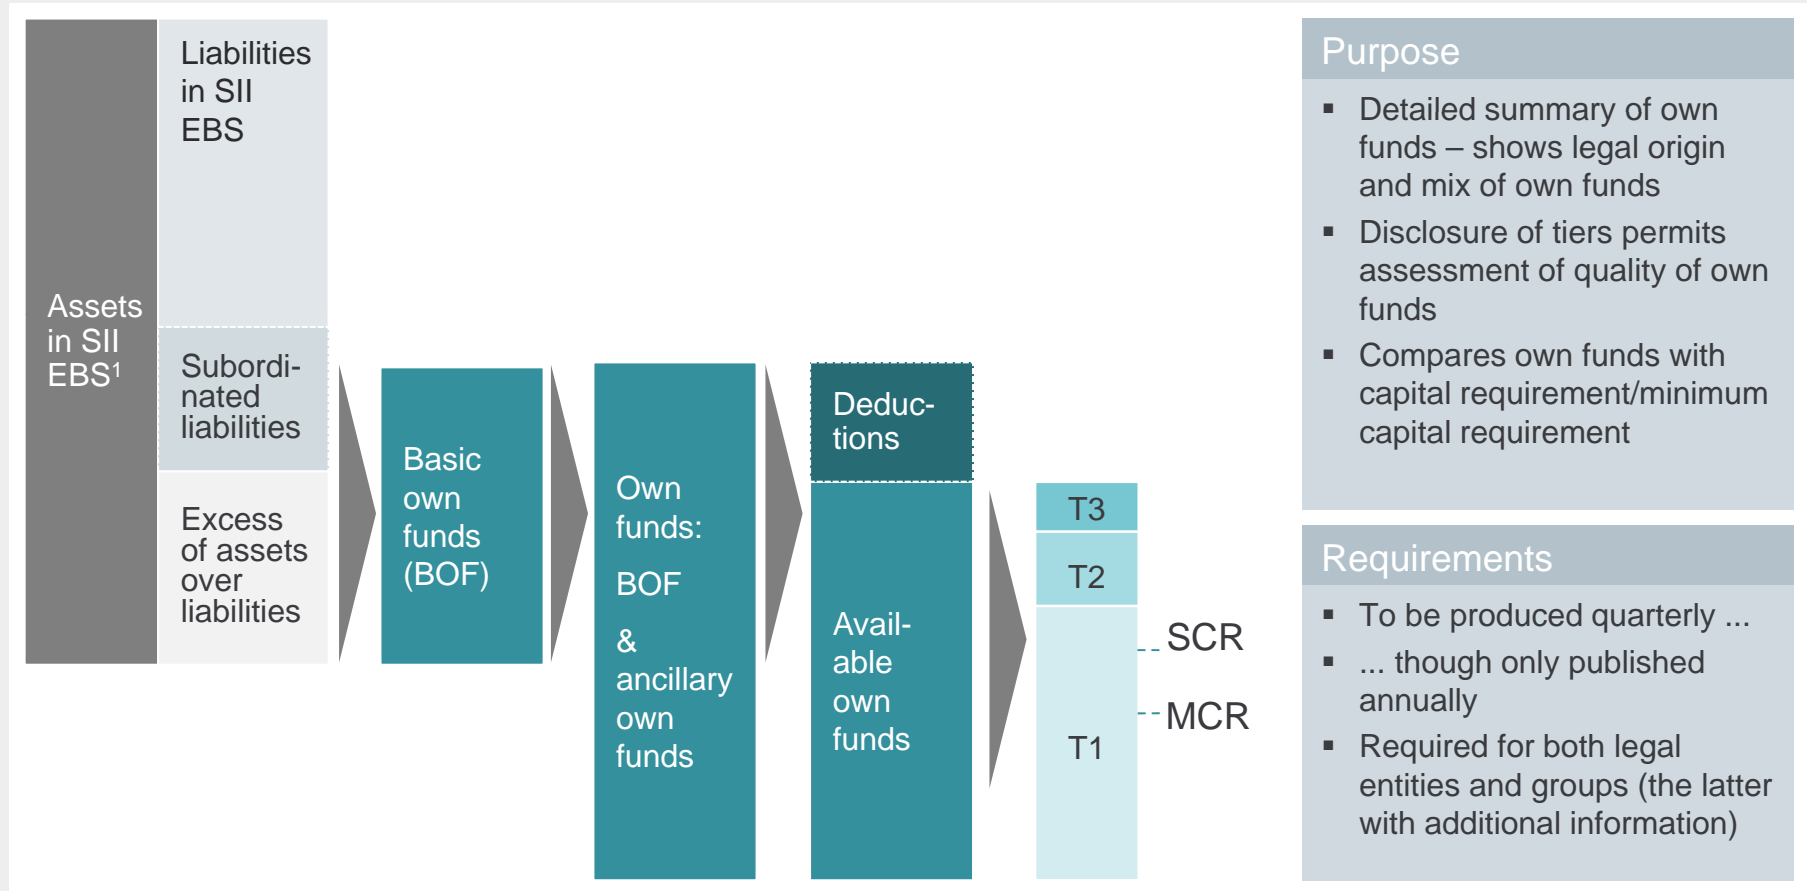 Assets
in SII
EBS¹
Liabilities
in SII
EBS
Subordi-
nated
liabilities
Excess
of assets
over
liabilities
Basic
own
funds
(BOF)
Own
funds:
BOF
&
ancillary
own
funds
Deduc-
tions
Avail-
able
own
funds
T3
T2
T1
SCR
MCR
Purpose
▪ Detailed summary of own
funds – shows legal origin
and mix of own funds
▪ Disclosure of tiers permits
assessment of quality of own
funds
▪ Compares own funds with
capital requirement/minimum
capital requirement
Requirements
▪ To be produced quarterly ...
▪ ... though only published
annually
▪ Required for both legal
entities and groups (the latter
with additional information)